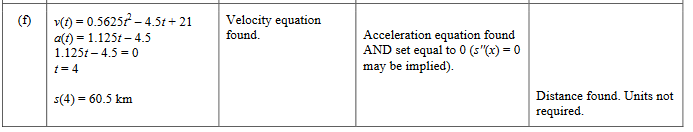 (f)
v(t) = 0.5625t² – 4.5t + 21
a(t) = 1.125t – 4.5
1.125t – 4.5 = 0
t = 4
s(4) = 60.5 km
Velocity equation
found.
Acceleration equation found
AND set equal to 0 (s"(x) = 0
may be implied).
Distance found. Units not
required.